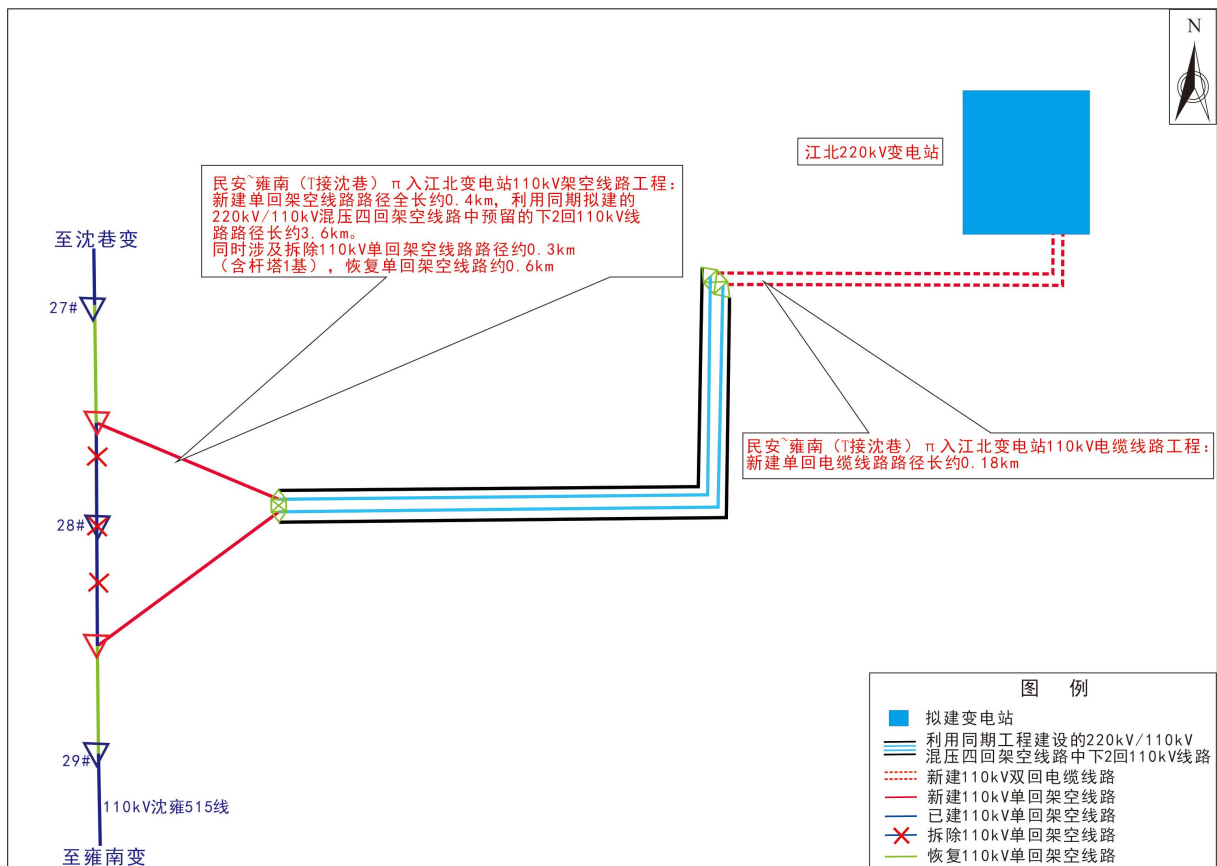 N
江北220kV变电站
民安~雍南（T接沈巷）π入江北变电站110kV架空线路工程：
新建单回架空线路路径全长约0.4km，利用同期拟建的
220kV/110kV混压四回架空线路中预留的下2回110kV线
路路径长约3.6km。
同时涉及拆除110kV单回架空线路路径约0.3km
（含杆塔1基），恢复单回架空线路约0.6km
至沈巷变
27#
民安~雍南（T接沈巷）π入江北变电站110kV电缆线路工程：
新建单回电缆线路路径长约0.18km
28#
29#
110kV沈雍515线
至雍南变
图 例
拟建变电站
利用同期工程建设的220kV/110kV
混压四回架空线路中下2回110kV线路
新建110kV双回电缆线路
新建110kV单回架空线路
已建110kV单回架空线路
拆除110kV单回架空线路
恢复110kV单回架空线路